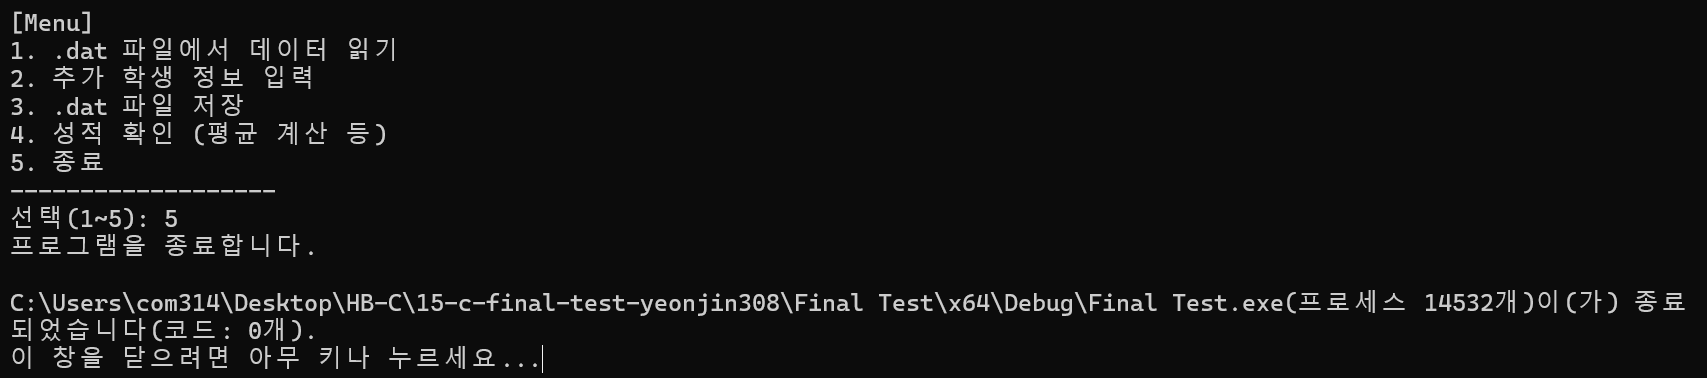 [Menu]
1. .dat 파일에서 데이터 읽기
2. 추가 학생 정보 입력
3. .dat 파일 저장
4. 성적 확인 (평균 계산 등)
5. 종료
-------------------
선택(1~5): 5
프로그램을 종료합니다.
C:\Users\com314\Desktop\HB-C\15-c-final-test-yeonjin308\Final Test\x64\Debug\Final Test.exe(프로세스 14532개)이(가) 종료
되었습니다(코드: 0개).
이 창을 닫으려면 아무 키나 누르세요...